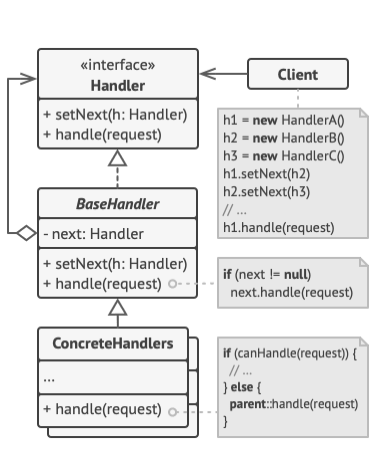 «interface»
Handler
+ setNext(h: Handler)
+ handle(request)
Client
h1 = new HandlerA()
h2 = new HandlerB()
h3 = new HandlerC()
h1.setNext(h2)
h2.setNext(h3)
// ...
h1.handle(request)
BaseHandler
- next: Handler
+ setNext(h: Handler)
+ handle(request)
if (next != null)
next.handle(request)
ConcreteHandlers
...
+ handle(request)
if (canHandle(request)) {
// ...
} else {
parent::handle(request)
}